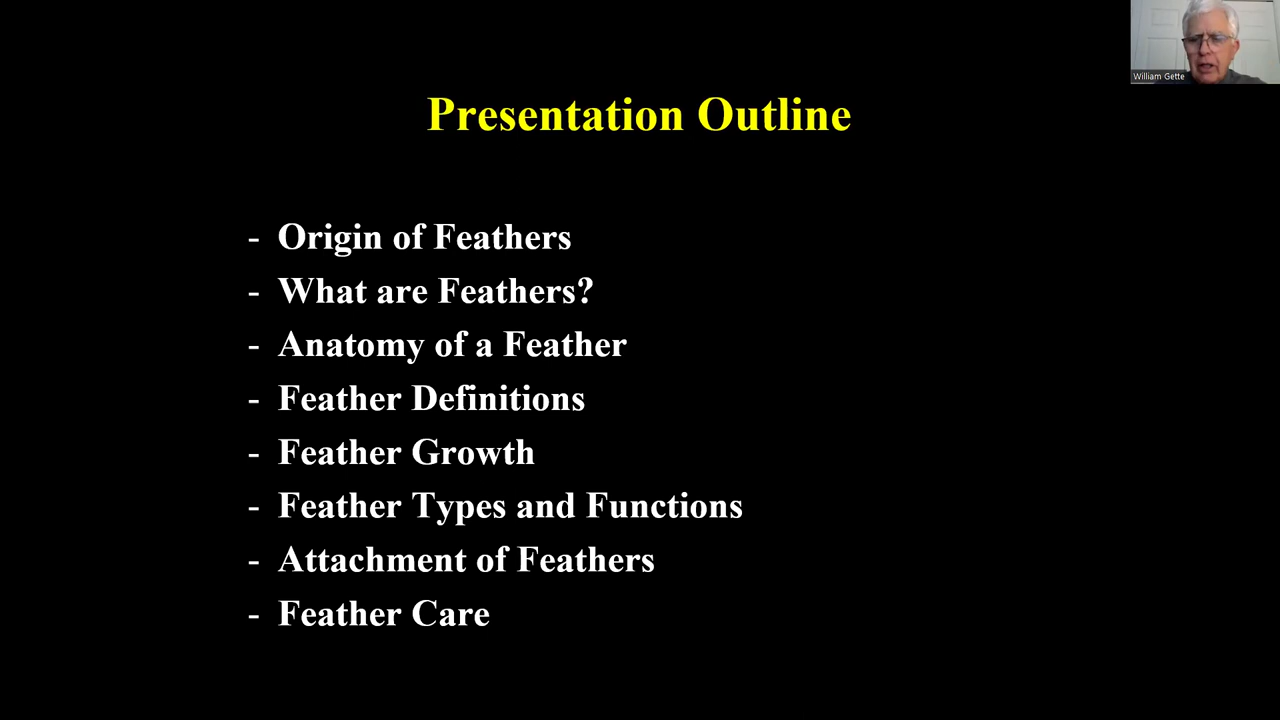 William Gette
Presentation Outline
- Origin of Feathers
- What are Feathers?
- Anatomy of a Feather
- Feather Definitions
- Feather Growth
- Feather Types and Functions
- Attachment of Feathers
- Feather Care